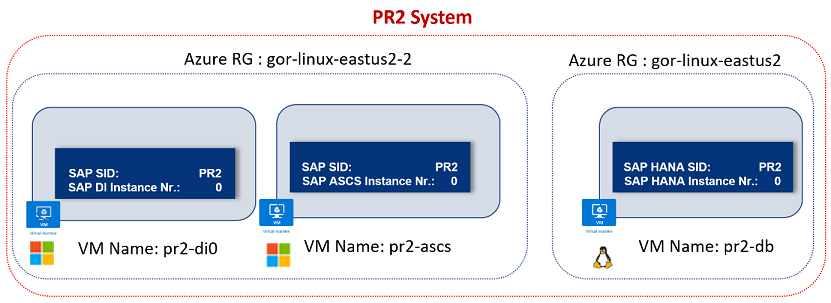 PR2 System
Azure RG : gor-linux-eastus2-2
Azure RG : gor-linux-eastus2
SAP SID: PR2
SAP DI Instance Nr.: 0
SAP SID: PR2
SAP ASCS Instance Nr.: 0
SAP HANA SID: PR2
SAP HANA Instance Nr.: 0
VM
Virtual machine
VM Name: pr2-di0
VM
Virtual machine
VM Name: pr2-ascs
VM
Virtual machine
VM Name: pr2-db